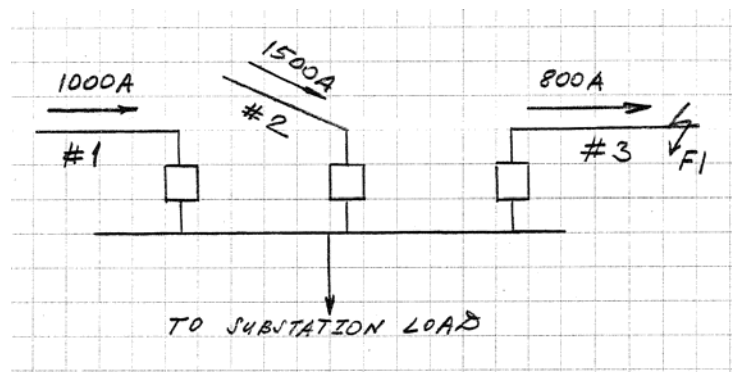 1000A
1500A
800A
#1
#2
#3
F1
TO SUBSTATION LOAD